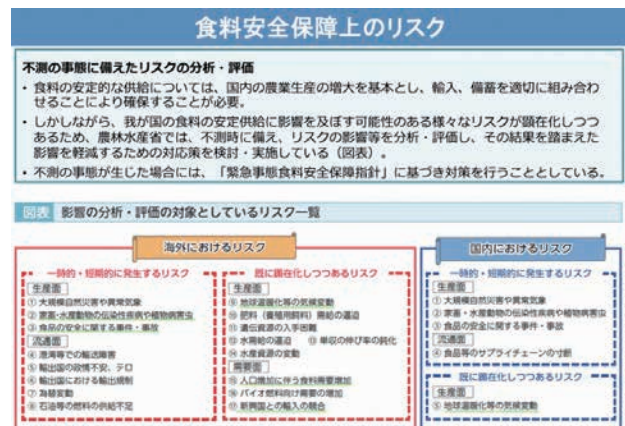 食料安全保障上のリスク
不測の事態に備えたリスクの分析・評価
・食料の安定的な供給については、国内の農業生産の増大を基本とし、輸入、備蓄を適切に組み合わ
せることにより確保することが必要。
・しかしながら、我が国の食料の安定供給に影響を及ぼす可能性のある様々なリスクが顕在化しつつ
あるため、農林水産省では、不測時に備え、リスクの影響等を分析・評価し、その結果を踏まえた
影響を軽減するための対応策を検討・実施している（図表）。
・不測の事態が生じた場合には、「緊急事態食料安全保障指針」に基づき対策を行うこととしている。
図表 影響の分析・評価の対象としているリスク一覧
海外におけるリスク
一時的・短期的に発生するリスク
生産面
①大規模自然災害や異常気象
②家畜・水産動物の伝染性疾病や植物病害虫
③食品の安全に関する事件・事故
流通面
④港湾等での輸送障害
⑤輸出国の政情不安、テロ
⑥輸出国における輸出規制
⑦為替変動
⑧石油等の燃料の供給不足
既に顕在化しつつあるリスク
生産面
⑨地球温暖化等の気候変動
⑩肥料（養殖用飼料）需給の逼迫
⑪遺伝資源の入手困難
⑫水需給の逼迫 ⑬単収の伸び率の鈍化
⑭水産資源の変動
需要面
⑮人口増加に伴う食料需要増加
⑯バイオ燃料向け需要の増加
⑰新興国との輸入の競合
国内におけるリスク
一時的・短期的に発生するリスク
生産面
①大規模自然災害や異常気象
②家畜・水産動物の伝染性疾病や植物病害虫
③食品の安全に関する事件・事故
流通面
④食品等のサプライチェーンの寸断
既に顕在化しつつあるリスク
生産面
⑤地球温暖化等の気候変動